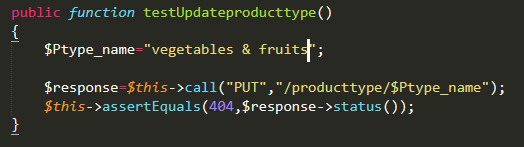 public function testUpdateproducttype()
{
$Ptype_name="vegetables & fruits";
$response=$this->call("PUT","/producttype/$Ptype_name");
$this->assertEquals(404,$response->status());
}